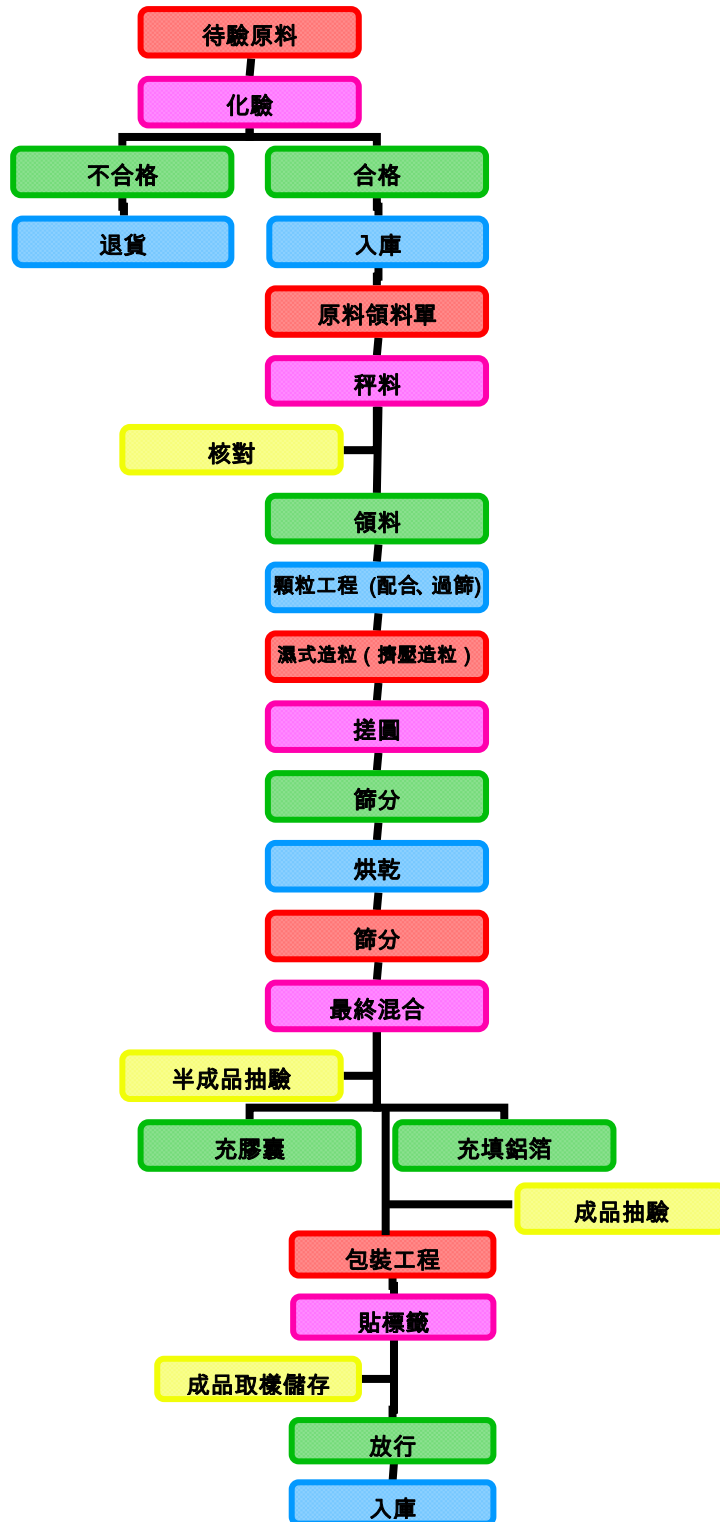 待驗原料
化驗
不合格
合格
退貨
入庫
原料領料單
秤料
核對
領料
顆粒工程 (配合、過篩)
濕式造粒 ( 擠壓造粒 )
搓圓
篩分
烘乾
篩分
最終混合
半成品抽驗
充膠囊
充填鋁箔
成品抽驗
包裝工程
貼標籤
成品取樣儲存
放行
入庫